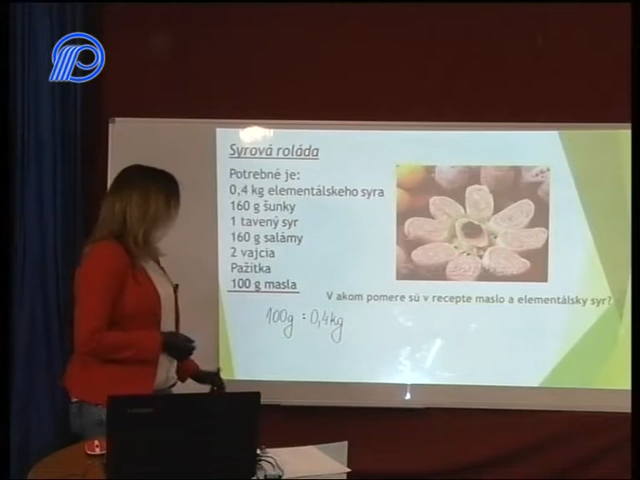 Syrová roláda
Potrebné je:
0,4 kg elementálskeho syra
160 g šunky
1 tavený syr
160 g salámy
2 vajcia
Pažítka
100 g masla
V akom pomere sú v recepte maslo a elementálsky syr?
100g : 0,4kg